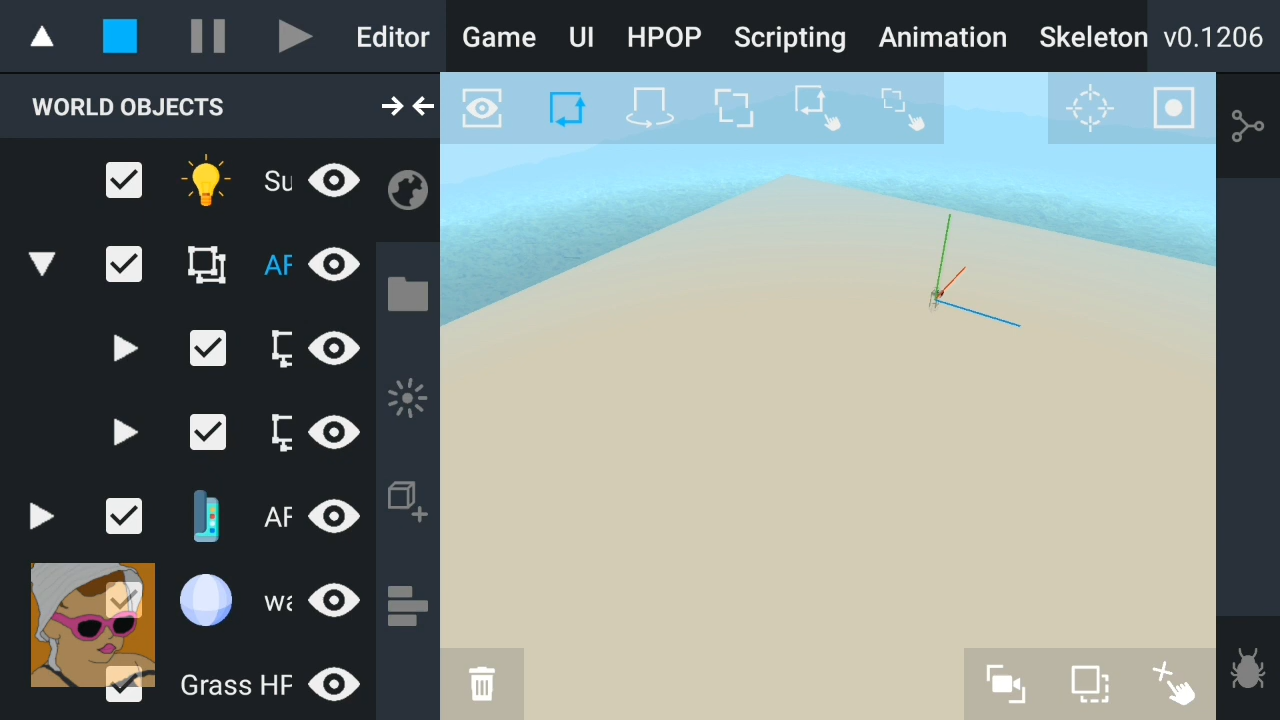 Editor Game UI HPOP Scripting Animation Skeleton v0.1206
WORLD OBJECTS
Su
AF
AF
wa
Grass HF